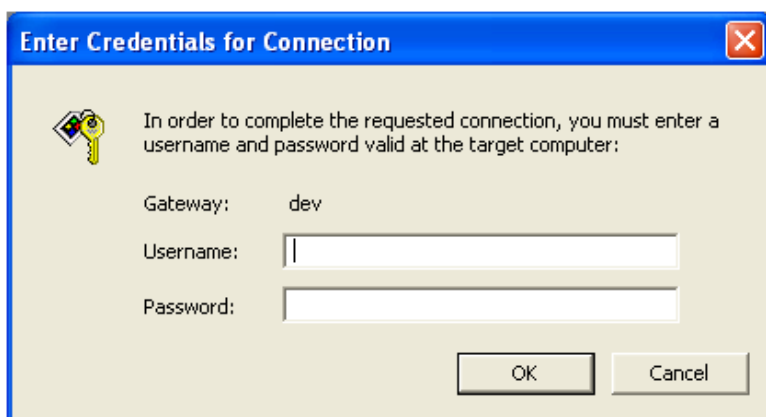 Enter Credentials for Connection
In order to complete the requested connection, you must enter a
username and password valid at the target computer:
Gateway: dev
Username:
Password:
OK Cancel